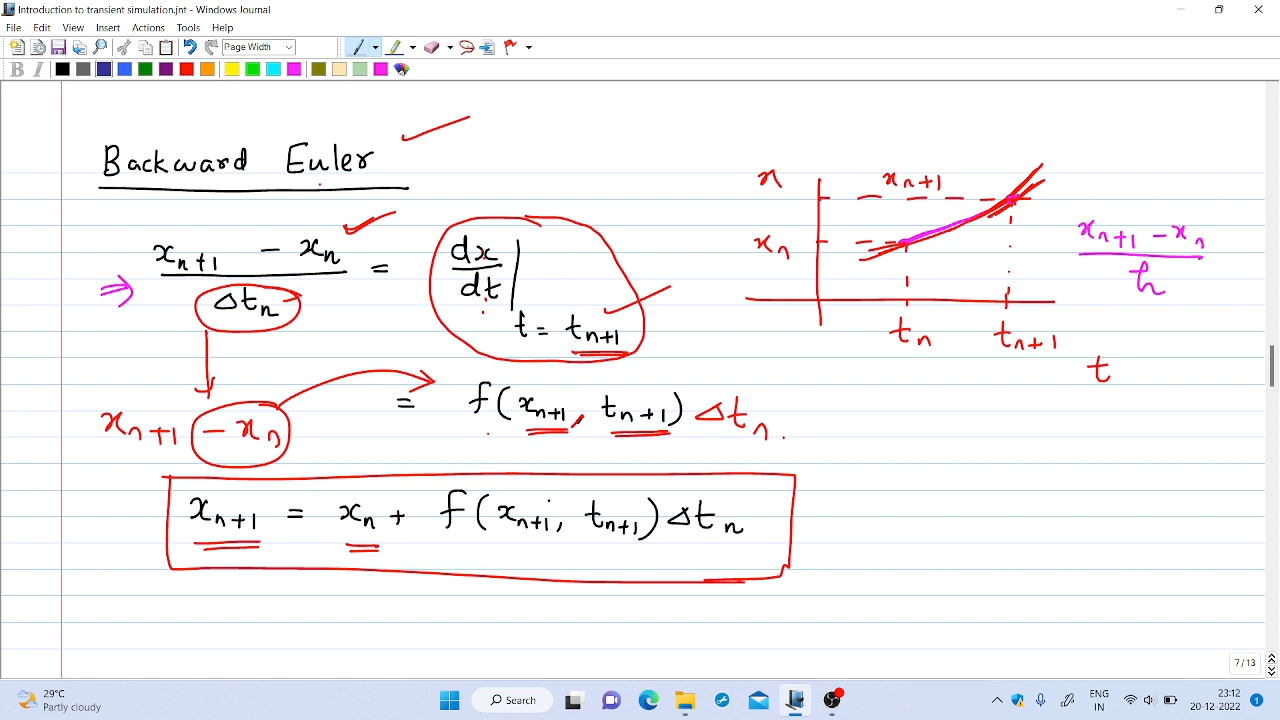 Introduction to transient simulation.jnt - Windows Journal
File Edit View Insert Actions Tools Help
Page Width
B I
Backward Euler
x_{n+1} - x_n / Δt_n = dx/dt | t = t_{n+1}
x_{n+1} - x_n = f(x_{n+1}, t_{n+1}) Δt_n.
x_{n+1} = x_n + f(x_{n+1}, t_{n+1}) Δt_n
x
x_{n+1}
x_n
t_n t_{n+1}
t
x_{n+1} - x_n / h
7 / 13
29°C
Partly cloudy
Search
ENG
IN
23:12
20-12-2022
1